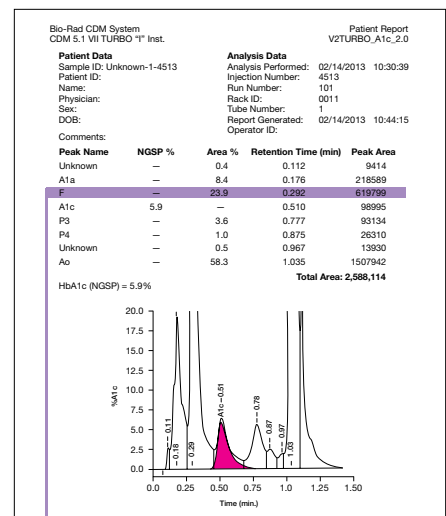 Bio-Rad CDM System
Patient Report
CDM 5.1 VII TURBO “I” Inst.
V2TURBO_A1c_2.0
Patient Data
Analysis Data
Sample ID: Unknown-1-4513
Analysis Performed: 02/14/2013 10:30:39
Patient ID:
Injection Number: 4513
Name:
Run Number: 101
Physician:
Rack ID: 0011
Sex:
Tube Number: 1
DOB:
Report Generated: 02/14/2013 10:44:15
Operator ID:
Comments:
Peak Name NGSP % Area % Retention Time (min) Peak Area
Unknown — 0.4 0.112 9414
A1a — 8.4 0.176 218589
F — 23.9 0.292 619799
A1c 5.9 — 0.510 98995
P3 — 3.6 0.777 93134
P4 — 1.0 0.875 26310
Unknown — 0.5 0.967 13930
Ao — 58.3 1.035 1507942
Total Area: 2,588,114
HbA1c (NGSP) = 5.9%
20.0
17.5
15.0
12.5
10.0
7.5
5.0
2.5
0.0
%A1c
0.11
0.18
0.29
A1c – 0.51
0.78
0.87
0.97
1.03
0.0 0.25 0.50 0.75 1.0 1.25 1.50
Time (min.)